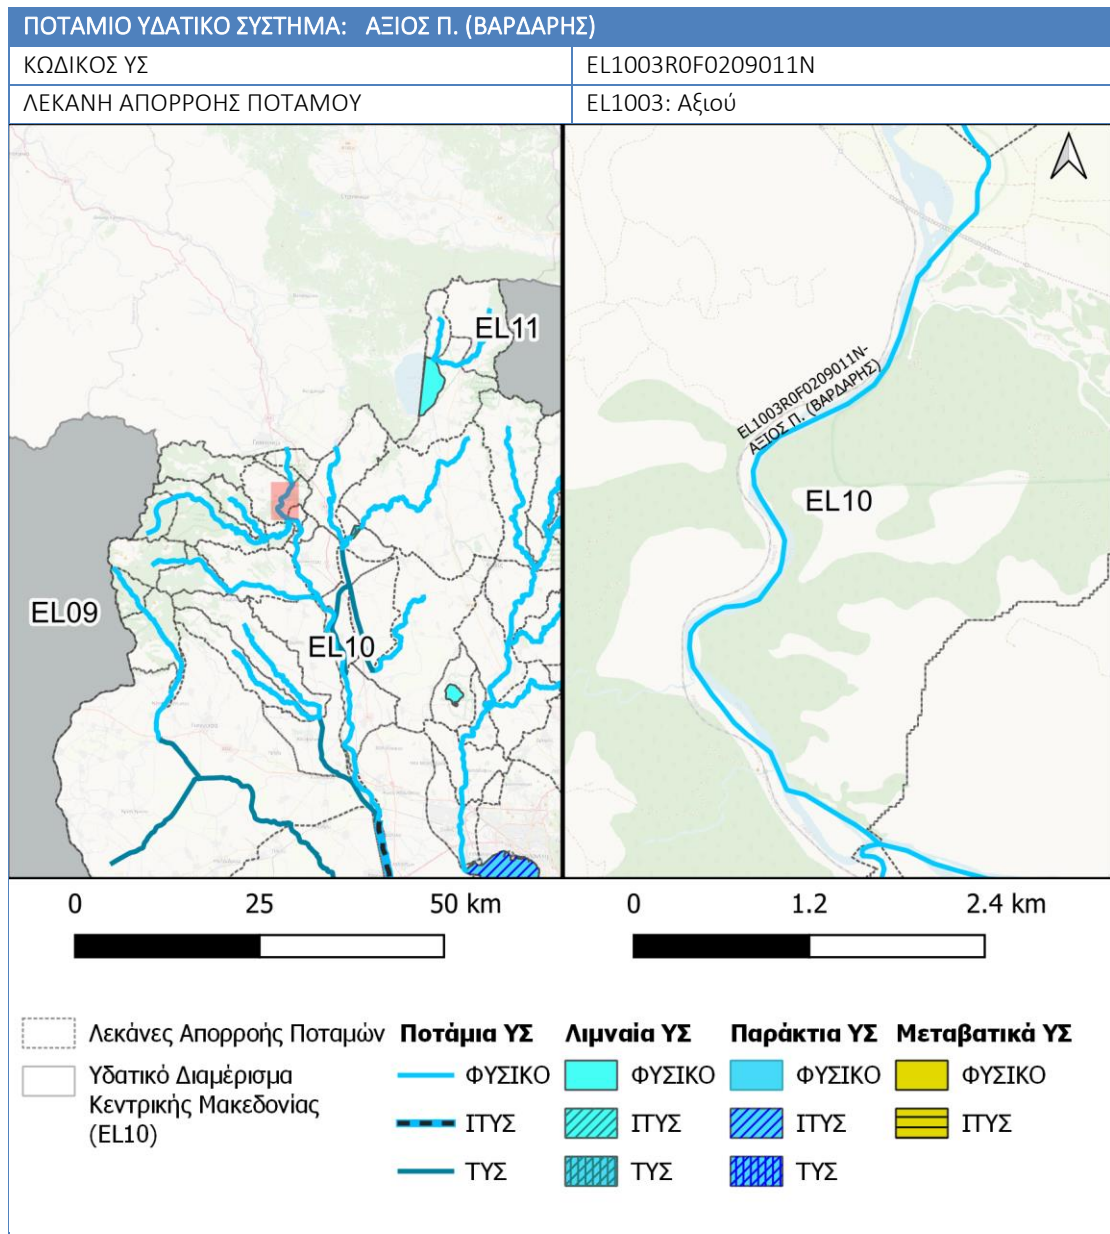 ΠΟΤΑΜΙΟ ΥΔΑΤΙΚΟ ΣΥΣΤΗΜΑ: ΑΞΙΟΣ Π. (ΒΑΡΔΑΡΗΣ)
ΚΩΔΙΚΟΣ ΥΣ EL1003R0F0209011N
ΛΕΚΑΝΗ ΑΠΟΡΡΟΗΣ ΠΟΤΑΜΟΥ EL1003: Αξιού
EL11
EL09
EL10
EL1003R0F0209011N-
ΑΞΙΟΣ Π. (ΒΑΡΔΑΡΗΣ)
EL10
0 25 50 km
0 1.2 2.4 km
Λεκάνες Απορροής Ποταμών
Υδατικό Διαμέρισμα
Κεντρικής Μακεδονίας
(EL10)
Ποτάμια ΥΣ
ΦΥΣΙΚΟ
ΙΤΥΣ
ΤΥΣ
Λιμναία ΥΣ
ΦΥΣΙΚΟ
ΙΤΥΣ
ΤΥΣ
Παράκτια ΥΣ
ΦΥΣΙΚΟ
ΙΤΥΣ
ΤΥΣ
Μεταβατικά ΥΣ
ΦΥΣΙΚΟ
ΙΤΥΣ